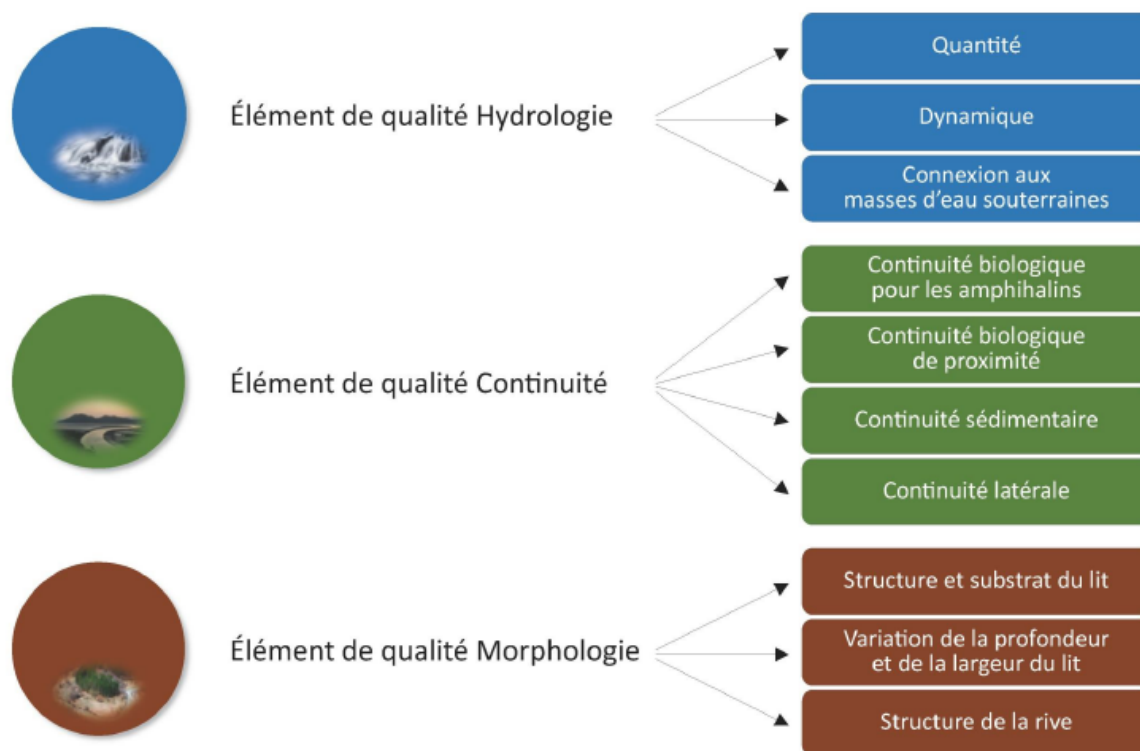 Élément de qualité Hydrologie
Quantité
Dynamique
Connexion aux
masses d'eau souterraines
Élément de qualité Continuité
Continuité biologique
pour les amphihalins
Continuité biologique
de proximité
Continuité sédimentaire
Continuité latérale
Élément de qualité Morphologie
Structure et substrat du lit
Variation de la profondeur
et de la largeur du lit
Structure de la rive